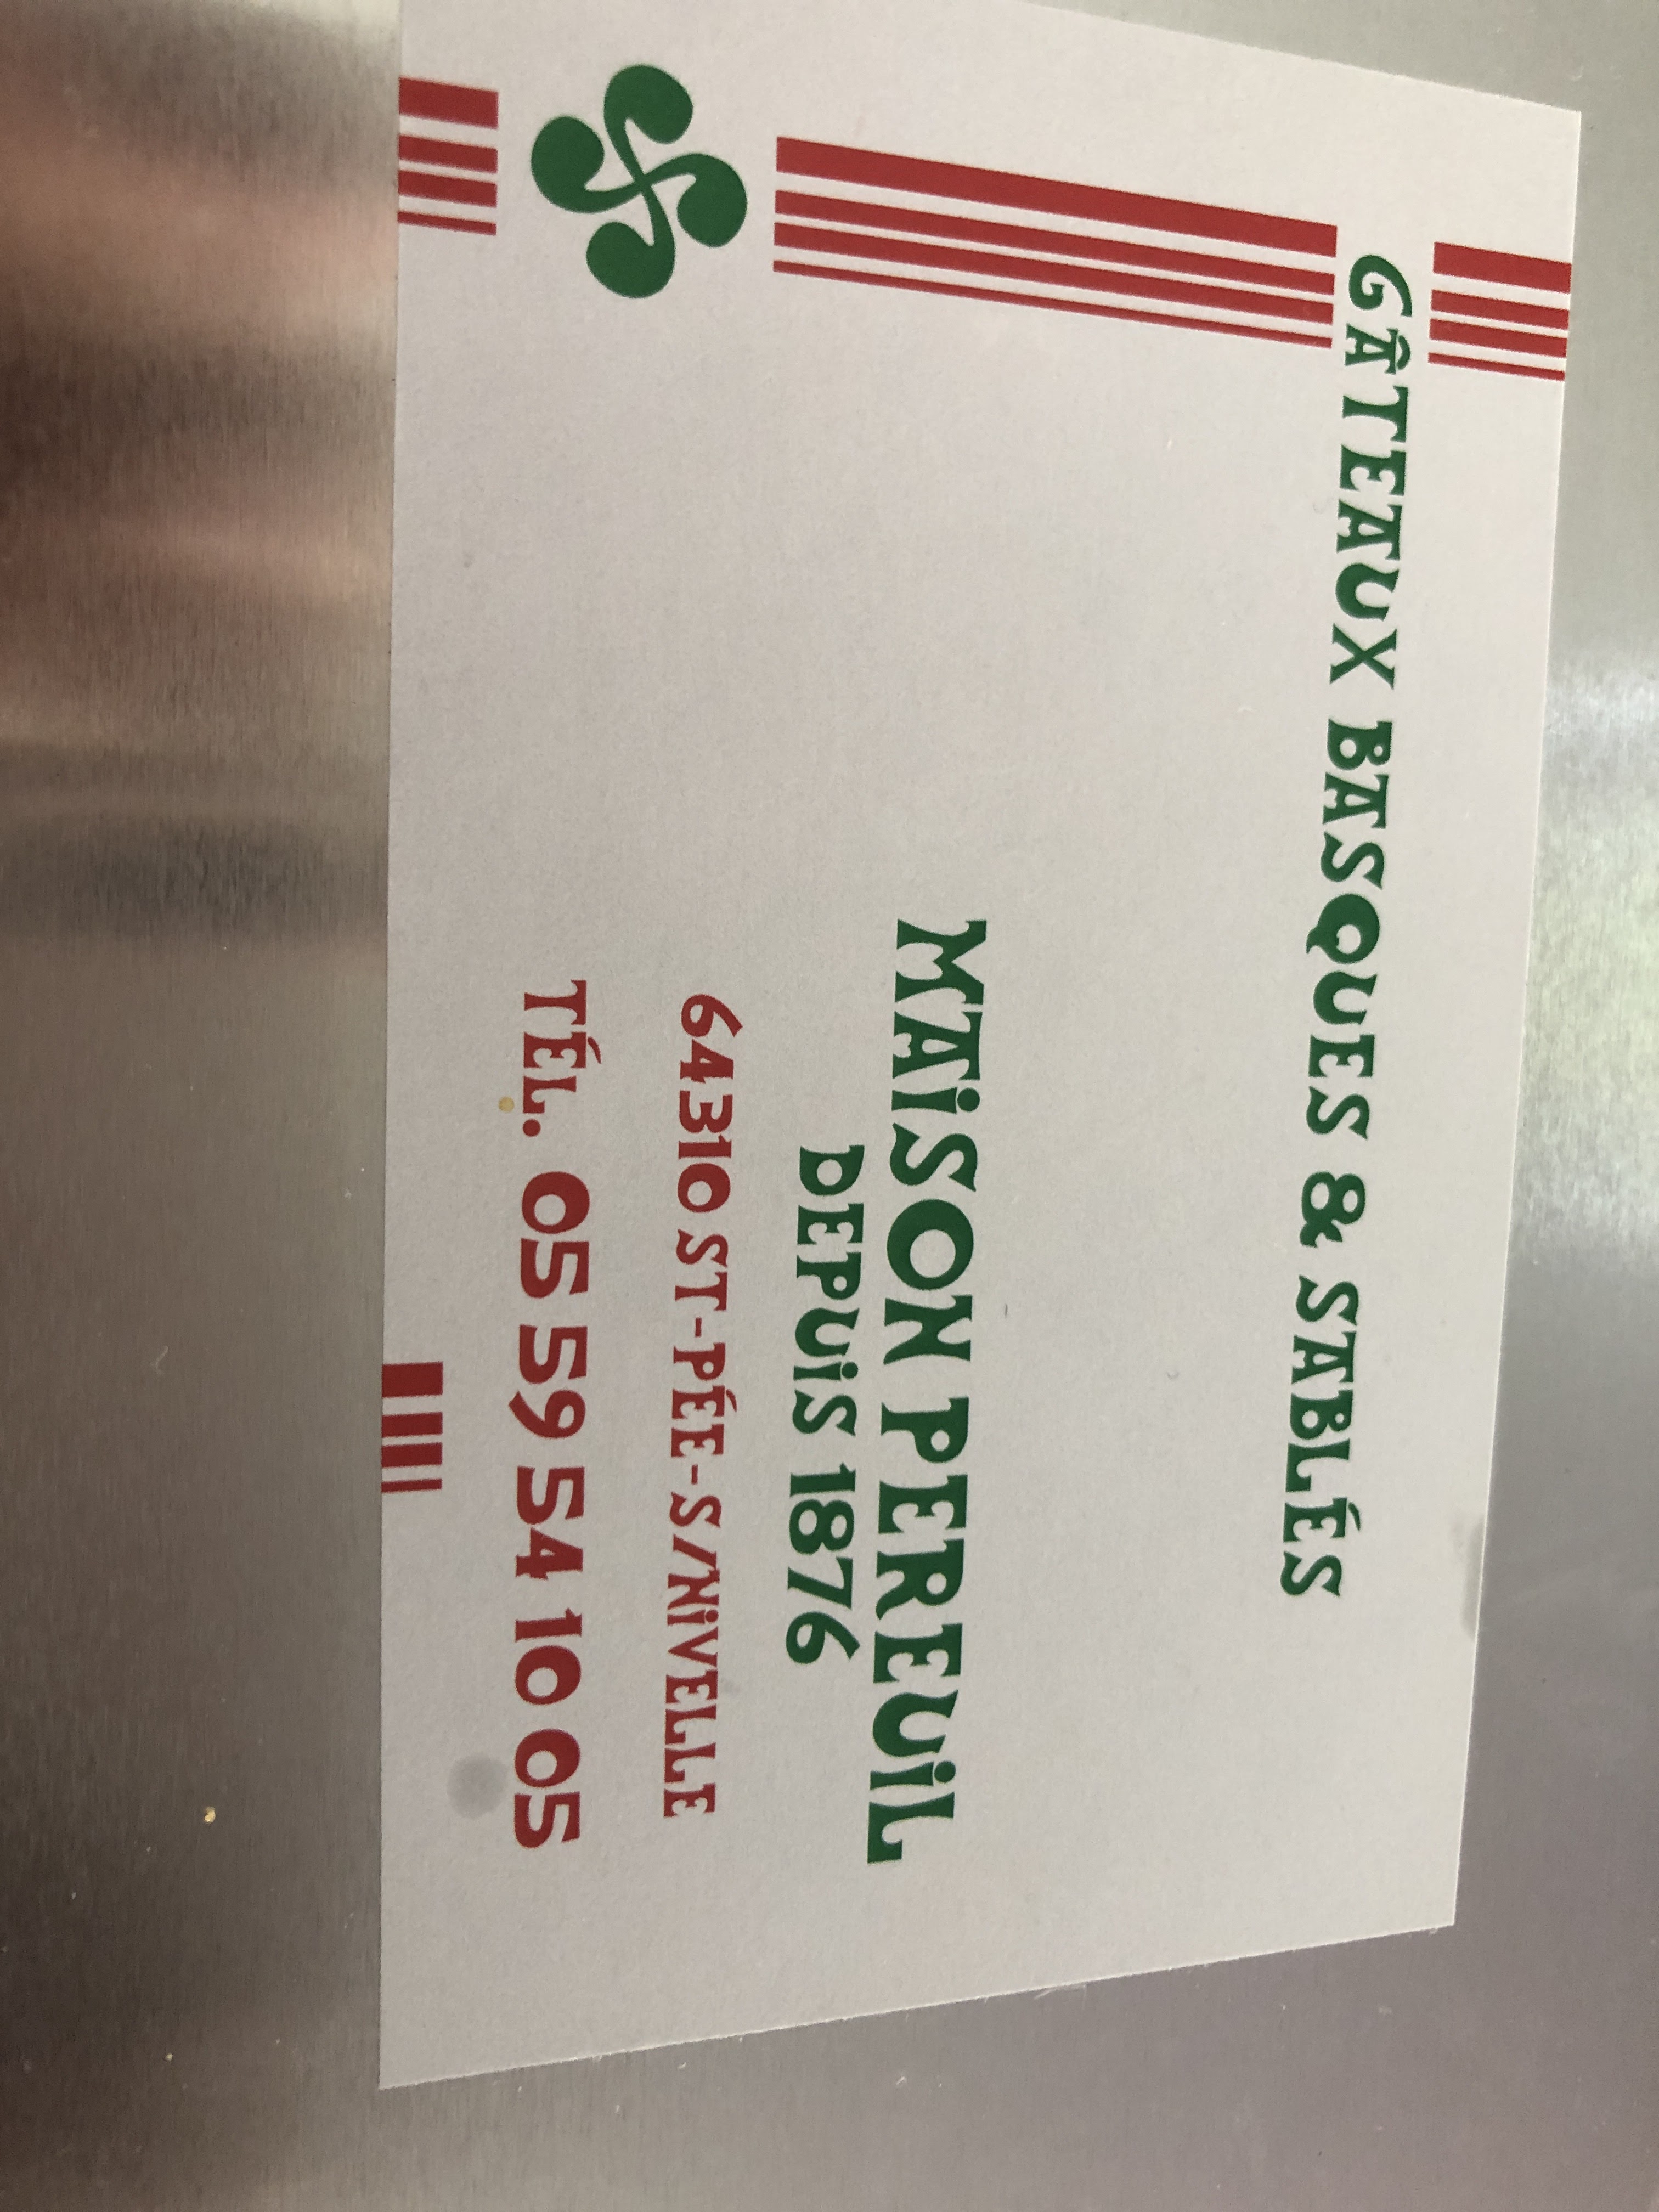 GÂTEAUX BASQUES & SABLÉS
MAiSON PEREUiL
DEPUiS 1876
64310 ST-PÉE-S/NiVELLE
TÉL. 05 59 54 10 05